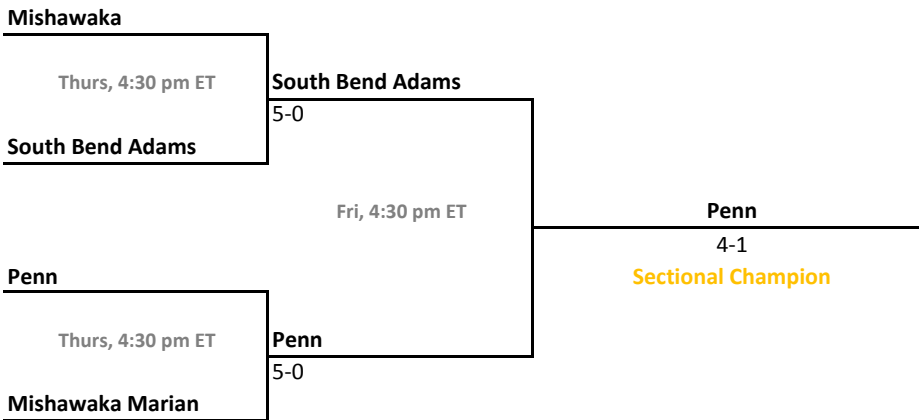 Mishawaka
Thurs, 4:30 pm ET
South Bend Adams
5-0
South Bend Adams
Fri, 4:30 pm ET
Penn
4-1
Sectional Champion
Penn
Thurs, 4:30 pm ET
Penn
5-0
Mishawaka Marian